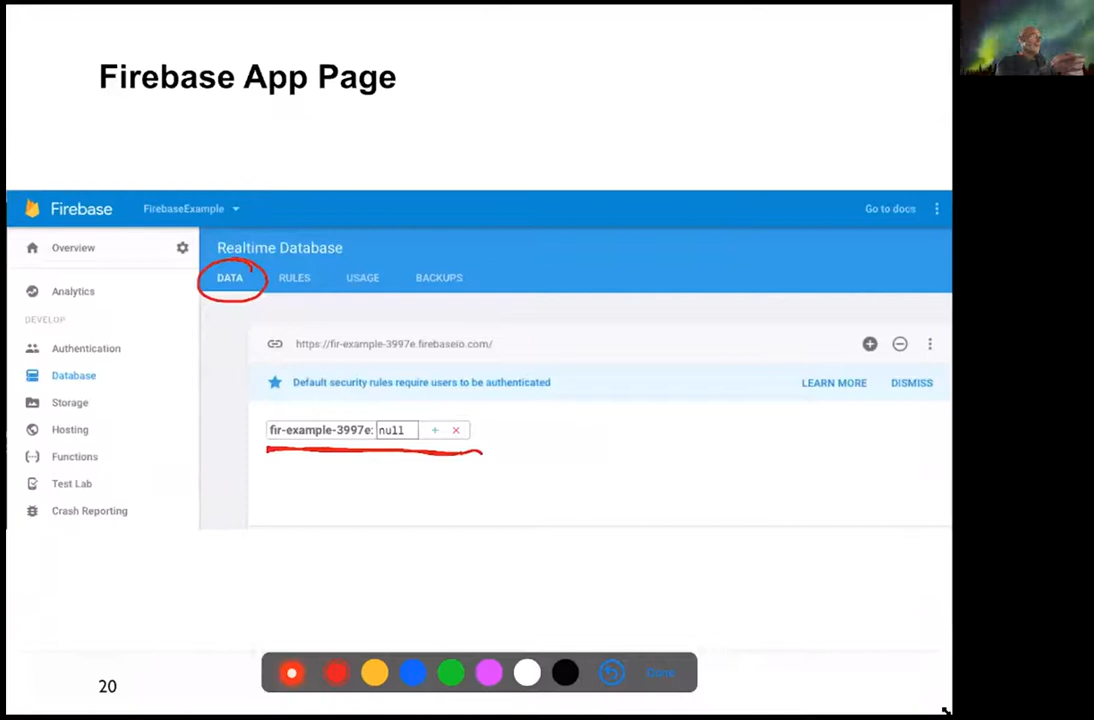 Firebase App Page
Firebase FirebaseExample Go to docs
Overview
Realtime Database
DATA RULES USAGE BACKUPS
Analytics
DEVELOP
Authentication
Database
Storage
Hosting
Functions
Test Lab
Crash Reporting
https://fir-example-3997e.firebaseio.com/
Default security rules require users to be authenticated LEARN MORE DISMISS
fir-example-3997e: null
20
Done